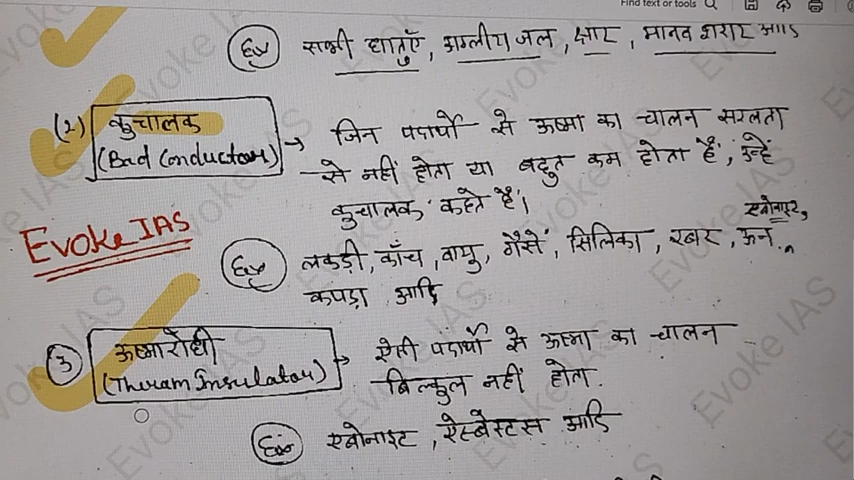 Find text or tools
Ex सभी धातुएँ, अम्लीय जल, क्षार, मानव शरीर आदि
(2) कुचालक → जिन पदार्थो से ऊष्मा का चालन सरलता
(Bad Conductor) से नहीं होता या बहुत कम होता है, उन्हें
कुचालक कहते हैं।
Evoke IAS
एबोनाइट,
Ex लकड़ी, काँच, वायु, गैसें, सिलिका, रबर, ऊन,
कपड़ा आदि
3 ऊष्मारोधी → ऐसी पदार्थो से ऊष्मा का चालन
(Theram Insulator) बिल्कुल नहीं होता.
Ex एबोनाइट, ऐस्बेस्टस आदि